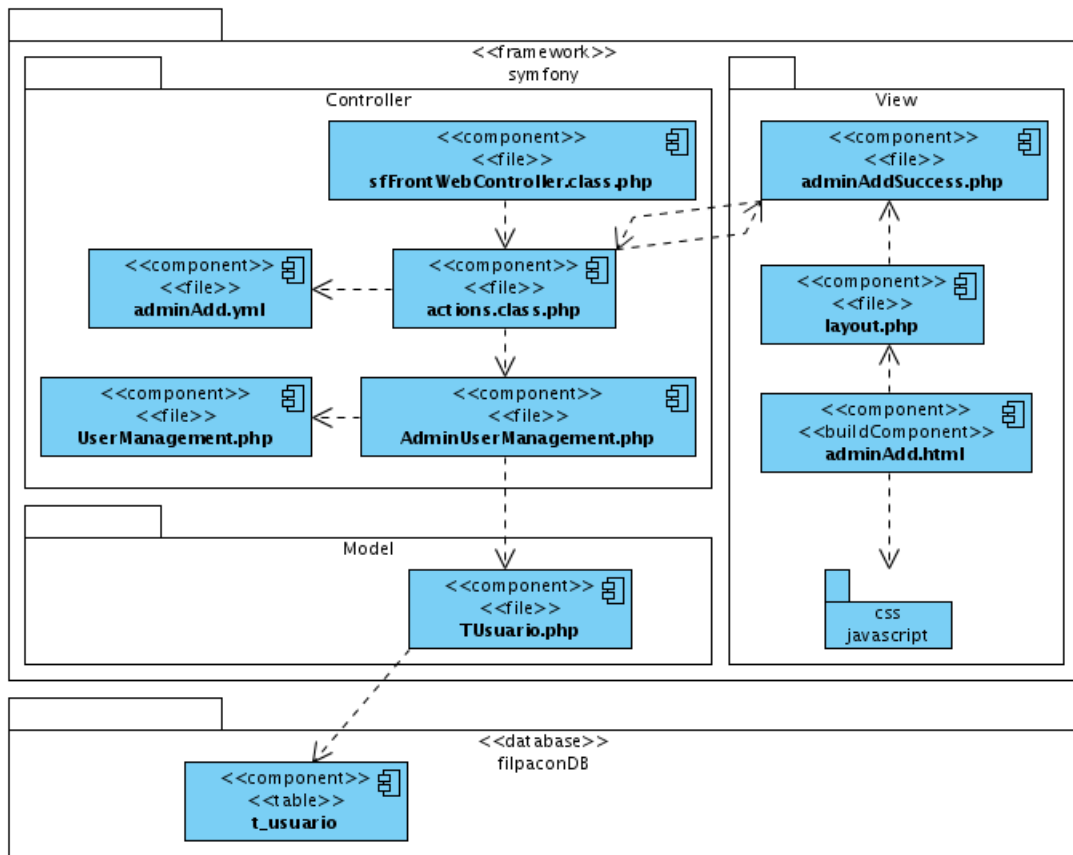 <<framework>>
symfony
Controller
<<component>>
<<file>>
sfFrontWebController.class.php
<<component>>
<<file>>
adminAdd.yml
<<component>>
<<file>>
actions.class.php
<<component>>
<<file>>
UserManagement.php
<<component>>
<<file>>
AdminUserManagement.php
View
<<component>>
<<file>>
adminAddSuccess.php
<<component>>
<<file>>
layout.php
<<component>>
<<buildComponent>>
adminAdd.html
css
javascript
Model
<<component>>
<<file>>
TUsuario.php
<<database>>
filpaconDB
<<component>>
<<table>>
t_usuario